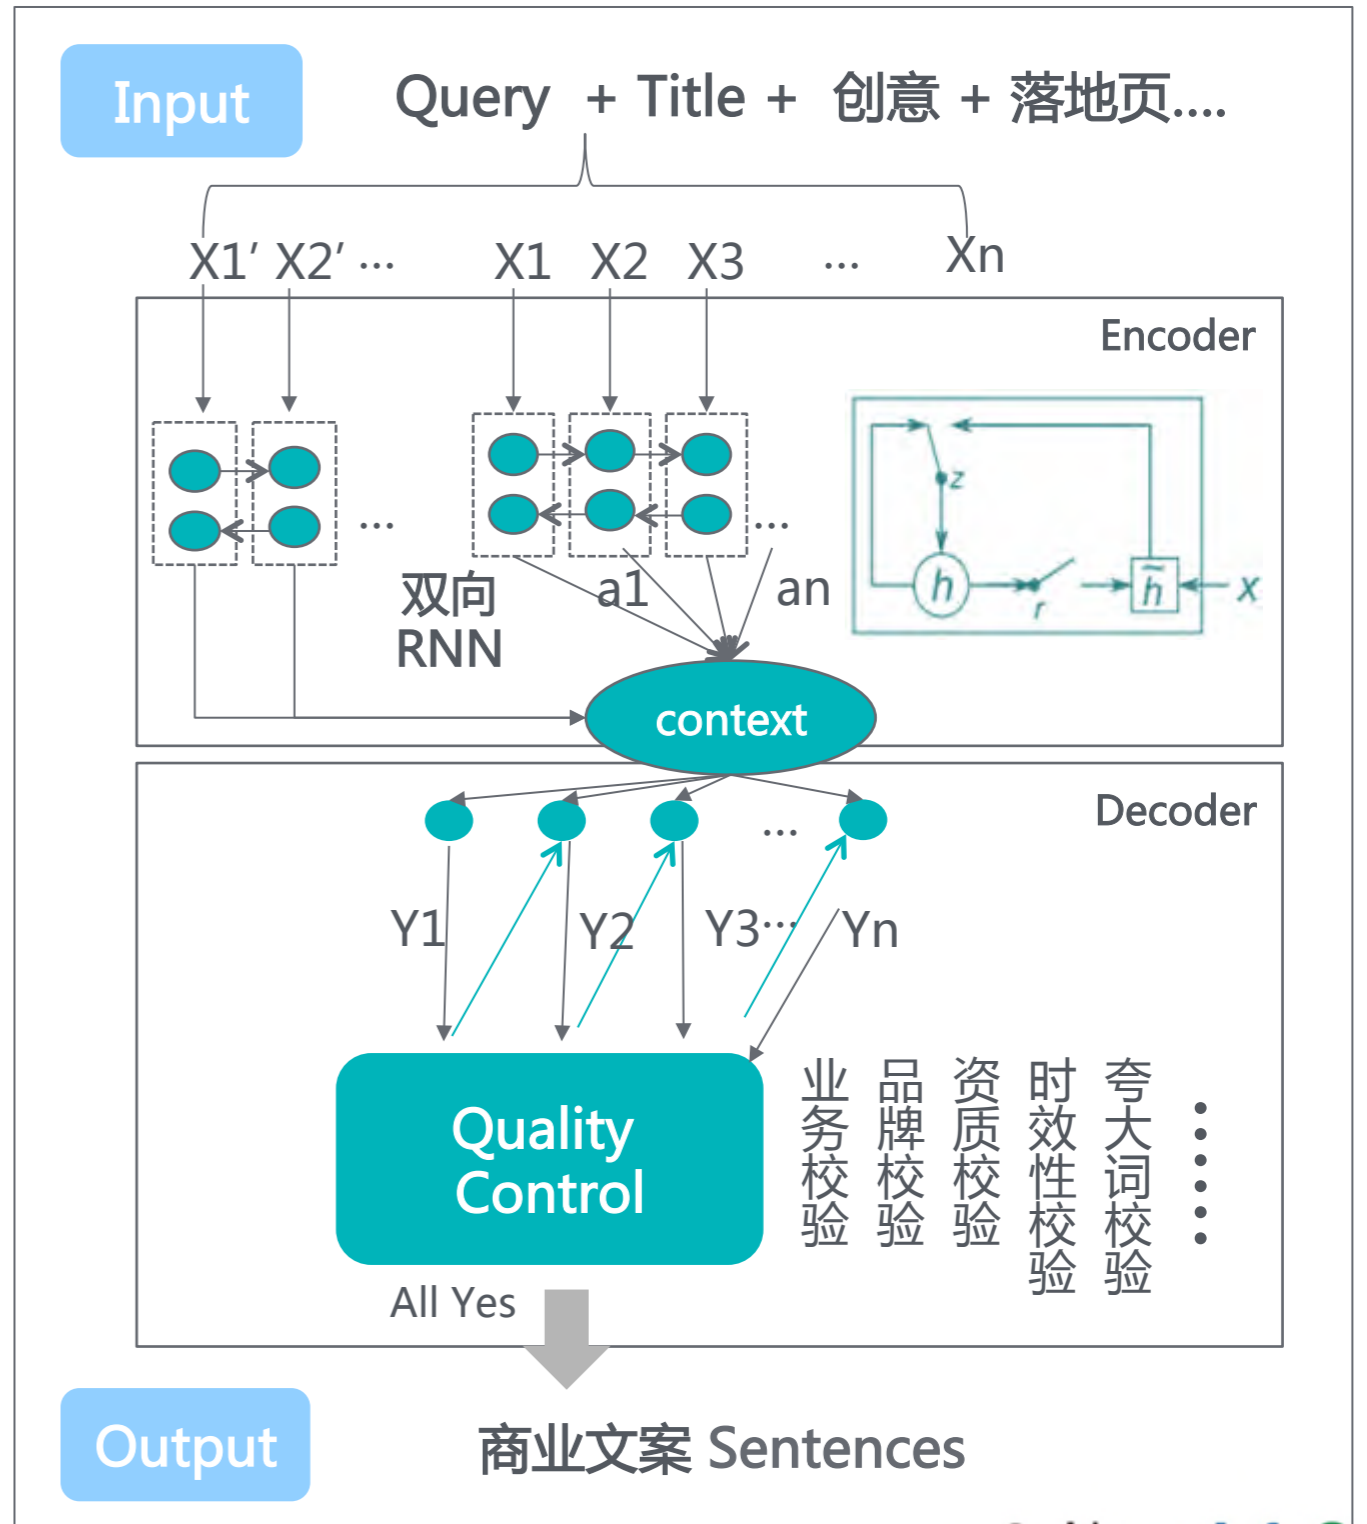 Input
Query + Title + 创意 + 落地页....
X1' X2' ... X1 X2 X3 ... Xn
Encoder
z
h
r
h̃
x
...
...
双向
RNN
a1
an
context
Decoder
...
Y1
Y2
Y3...
Yn
Quality
Control
业务校验
品牌校验
资质校验
时效性校验
夸大词校验
⋮
All Yes
Output
商业文案 Sentences